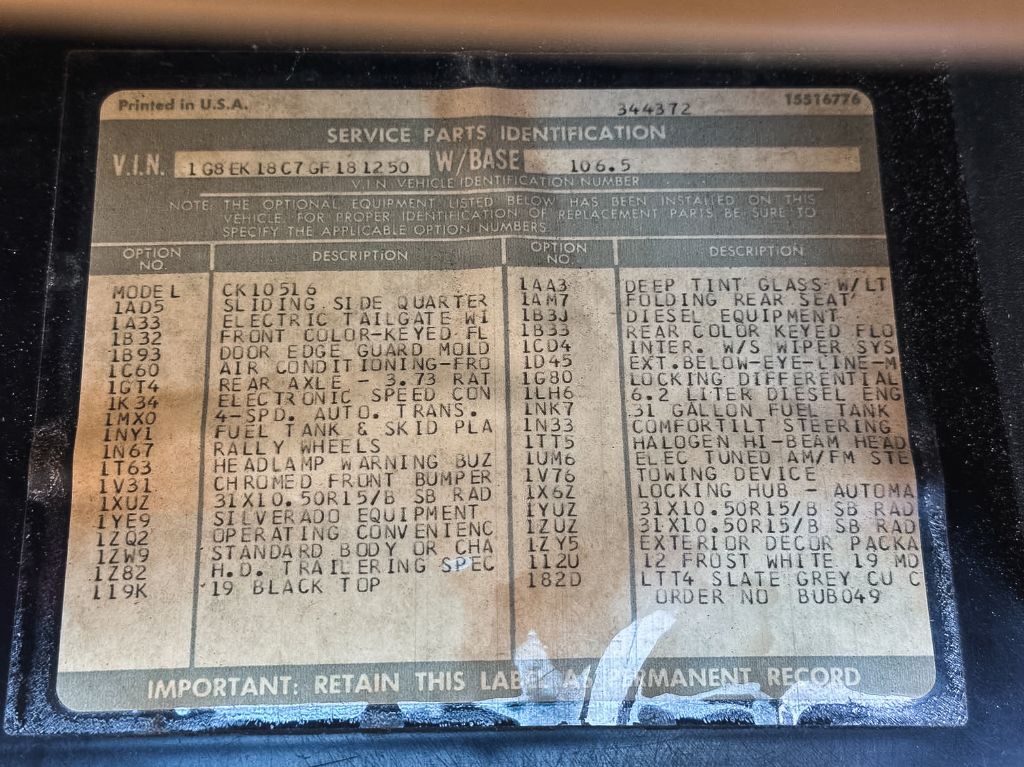 Printed in U.S.A. 344372 15516776
SERVICE PARTS IDENTIFICATION
V.I.N. 1G8EK18C7GF181250 W/BASE 106.5
V.I.N. VEHICLE IDENTIFICATION NUMBER
NOTE: THE OPTIONAL EQUIPMENT LISTED BELOW HAS BEEN INSTALLED ON THIS
VEHICLE. FOR PROPER IDENTIFICATION OF REPLACEMENT PARTS, BE SURE TO
SPECIFY THE APPLICABLE OPTION NUMBERS.
OPTION NO. DESCRIPTION OPTION NO. DESCRIPTION
MODEL CK10516
1AD5 SLIDING SIDE QUARTER
1A33 ELECTRIC TAILGATE WI
1B32 FRONT COLOR-KEYED FL
1B93 DOOR EDGE GUARD MOLD
1C60 AIR CONDITIONING-FRO
1GT4 REAR AXLE - 3.73 RAT
1K34 ELECTRONIC SPEED CON
1MX0 4-SPD. AUTO. TRANS.
1NY1 FUEL TANK & SKID PLA
1N67 RALLY WHEELS
1T63 HEADLAMP WARNING BUZ
1V31 CHROMED FRONT BUMPER
1XUZ 31X10.50R15/B SB RAD
1YE9 SILVERADO EQUIPMENT
1ZQ2 OPERATING CONVENIENC
1ZW9 STANDARD BODY OR CHA
1Z82 H.D. TRAILERING SPEC
119K 19 BLACK TOP
1AA3 DEEP TINT GLASS W/LT
1AM7 FOLDING REAR SEAT
1B3J DIESEL EQUIPMENT
1B33 REAR COLOR KEYED FLO
1CD4 INTER. W/S WIPER SYS
1D45 EXT.BELOW-EYE-LINE-M
1G80 LOCKING DIFFERENTIAL
1LH6 6.2 LITER DIESEL ENG
1NK7 31 GALLON FUEL TANK
1N33 COMFORTILT STEERING
1TT5 HALOGEN HI-BEAM HEAD
1UM6 ELEC TUNED AM/FM STE
1V76 TOWING DEVICE
1X6Z LOCKING HUB - AUTOMA
1YUZ 31X10.50R15/B SB RAD
1ZUZ 31X10.50R15/B SB RAD
1ZY5 EXTERIOR DECOR PACKA
112U 12 FROST WHITE 19 MD
182D LTT4 SLATE GREY CU C
ORDER NO BUB049
IMPORTANT: RETAIN THIS LABEL AS PERMANENT RECORD